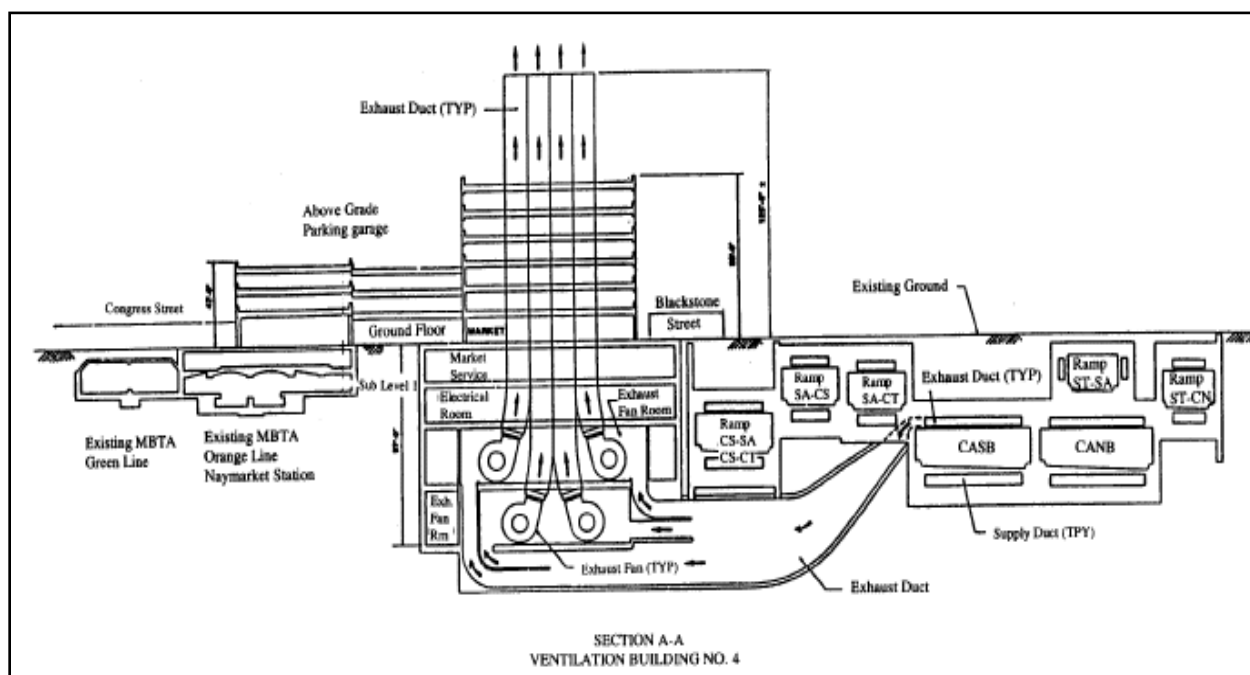 Exhaust Duct (TYP)
Above Grade
Parking garage
Congress Street
Ground Floor
MARKET
Blackstone
Street
Existing Ground
Market
Service
Sub Level 1
Electrical
Room
Exhaust
Fan Room
Exh.
Fan
Rm
Exhaust Fan (TYP)
Existing MBTA
Green Line
Existing MBTA
Orange Line
Naymarket Station
Ramp
CS-SA
CS-CT
Ramp
SA-CS
Ramp
SA-CT
Exhaust Duct (TYP)
Ramp
ST-SA
Ramp
ST-CN
CASB
CANB
Supply Duct (TPY)
Exhaust Duct
SECTION A-A
VENTILATION BUILDING NO. 4